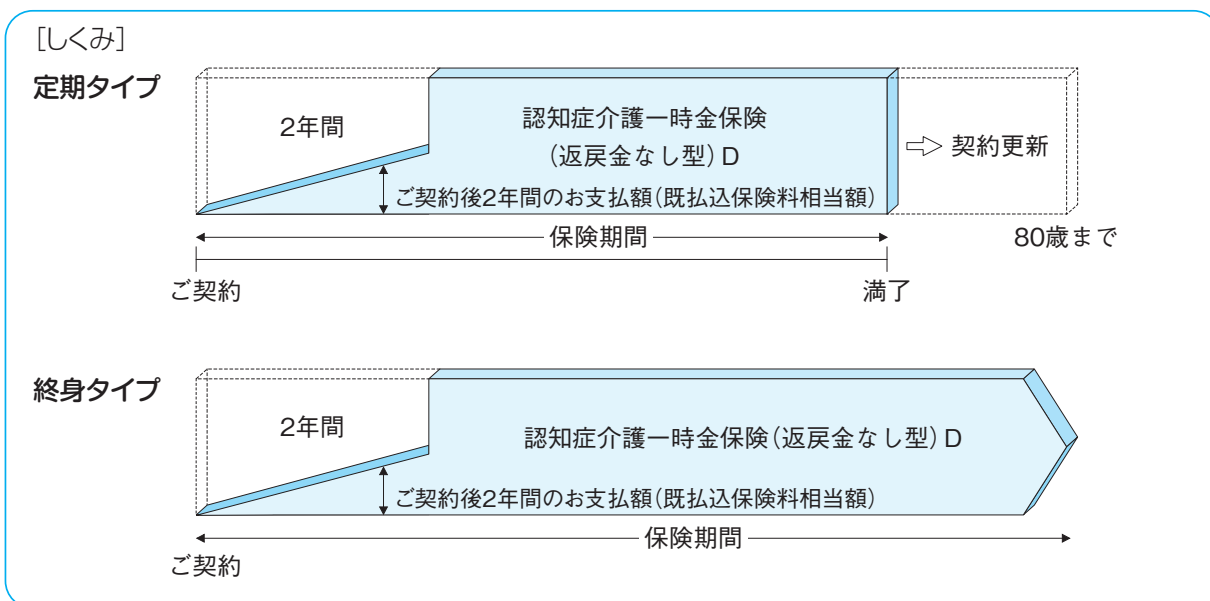 [しくみ]
定期タイプ
2年間
認知症介護一時金保険
(返戻金なし型)D
⇨ 契約更新
ご契約後2年間のお支払額(既払込保険料相当額)
保険期間
80歳まで
ご契約
満了
終身タイプ
2年間
認知症介護一時金保険(返戻金なし型)D
ご契約後2年間のお支払額(既払込保険料相当額)
保険期間
ご契約